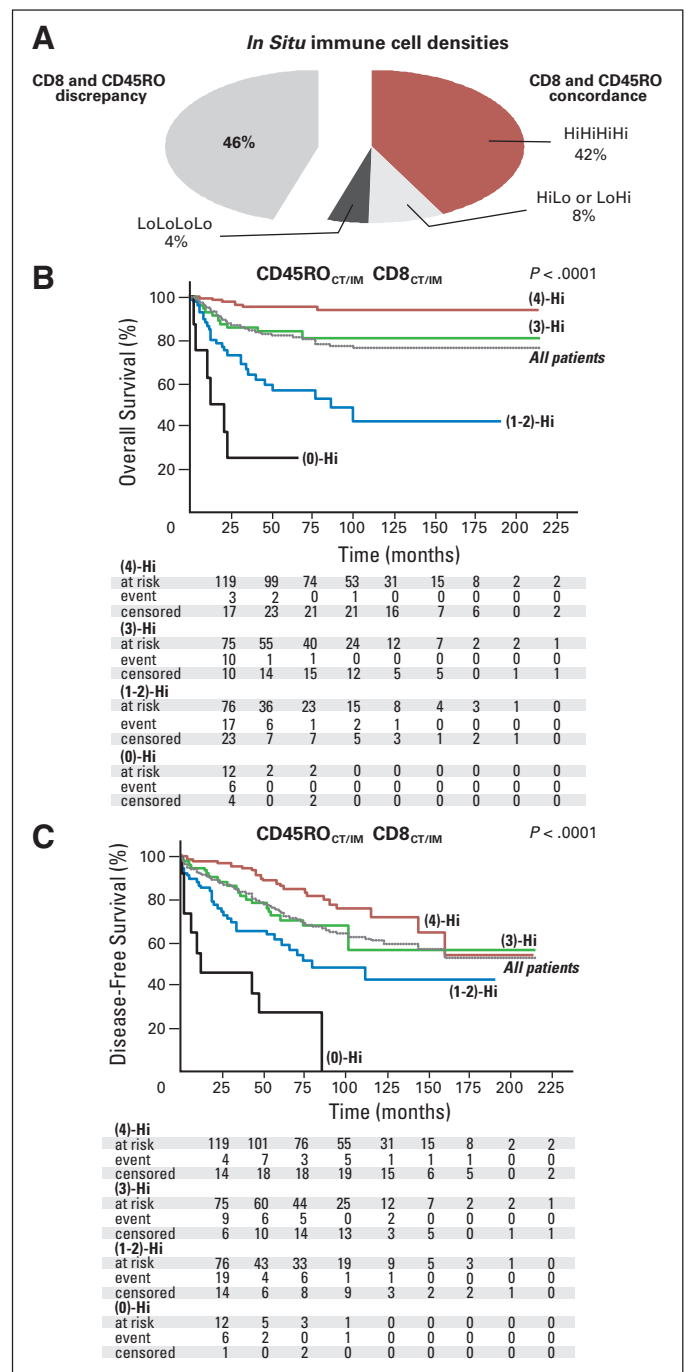 A
In Situ immune cell densities
CD8 and CD45RO
discrepancy
CD8 and CD45RO
concordance
46%
HiHiHiHi
42%
HiLo or LoHi
8%
LoLoLoLo
4%
B
CD45RO CT/IM CD8 CT/IM
P < .0001
Overall Survival (%)
100
80
60
40
20
(4)-Hi
(3)-Hi
All patients
(1-2)-Hi
(0)-Hi
0 25 50 75 100 125 150 175 200 225
Time (months)
(4)-Hi
at risk 119 99 74 53 31 15 8 2 2
event 3 2 0 1 0 0 0 0 0
censored 17 23 21 21 16 7 6 0 2
(3)-Hi
at risk 75 55 40 24 12 7 2 2 1
event 10 1 1 0 0 0 0 0 0
censored 10 14 15 12 5 5 0 1 1
(1-2)-Hi
at risk 76 36 23 15 8 4 3 1 0
event 17 6 1 2 1 0 0 0 0
censored 23 7 7 5 3 1 2 1 0
(0)-Hi
at risk 12 2 2 0 0 0 0 0 0
event 6 0 0 0 0 0 0 0 0
censored 4 0 2 0 0 0 0 0 0
C
CD45RO CT/IM CD8 CT/IM
P < .0001
Disease-Free Survival (%)
100
80
60
40
20
(4)-Hi
(3)-Hi
All patients
(1-2)-Hi
(0)-Hi
0 25 50 75 100 125 150 175 200 225
Time (months)
(4)-Hi
at risk 119 101 76 55 31 15 8 2 2
event 4 7 3 5 1 1 1 0 0
censored 14 18 18 19 15 6 5 0 2
(3)-Hi
at risk 75 60 44 25 12 7 2 2 1
event 9 6 5 0 2 0 0 0 0
censored 6 10 14 13 3 5 0 1 1
(1-2)-Hi
at risk 76 43 33 19 9 5 3 1 0
event 19 4 6 1 1 0 0 0 0
censored 14 6 8 9 3 2 2 1 0
(0)-Hi
at risk 12 5 3 1 0 0 0 0 0
event 6 2 0 1 0 0 0 0 0
censored 1 0 2 0 0 0 0 0 0